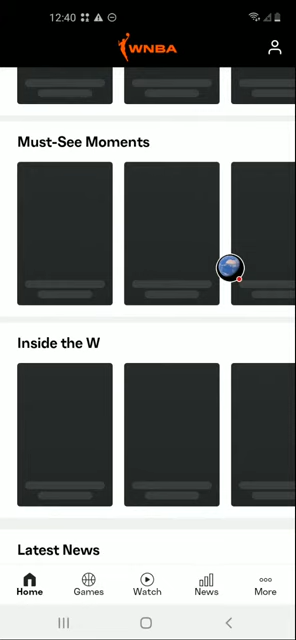 12:40
WNBA
Must-See Moments
Inside the W
Latest News
Home
Games
Watch
News
More